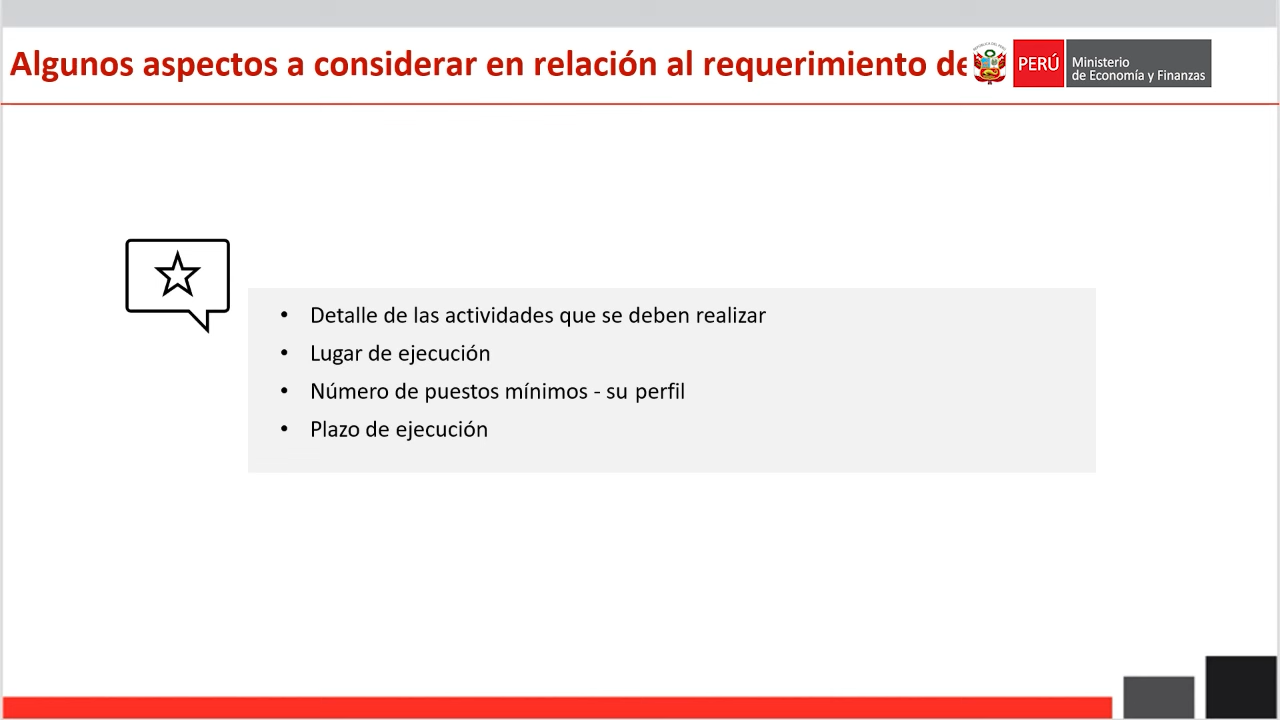 Algunos aspectos a considerar en relación al requerimiento de
PERÚ
Ministerio
de Economía y Finanzas
• Detalle de las actividades que se deben realizar
• Lugar de ejecución
• Número de puestos mínimos - su perfil
• Plazo de ejecución